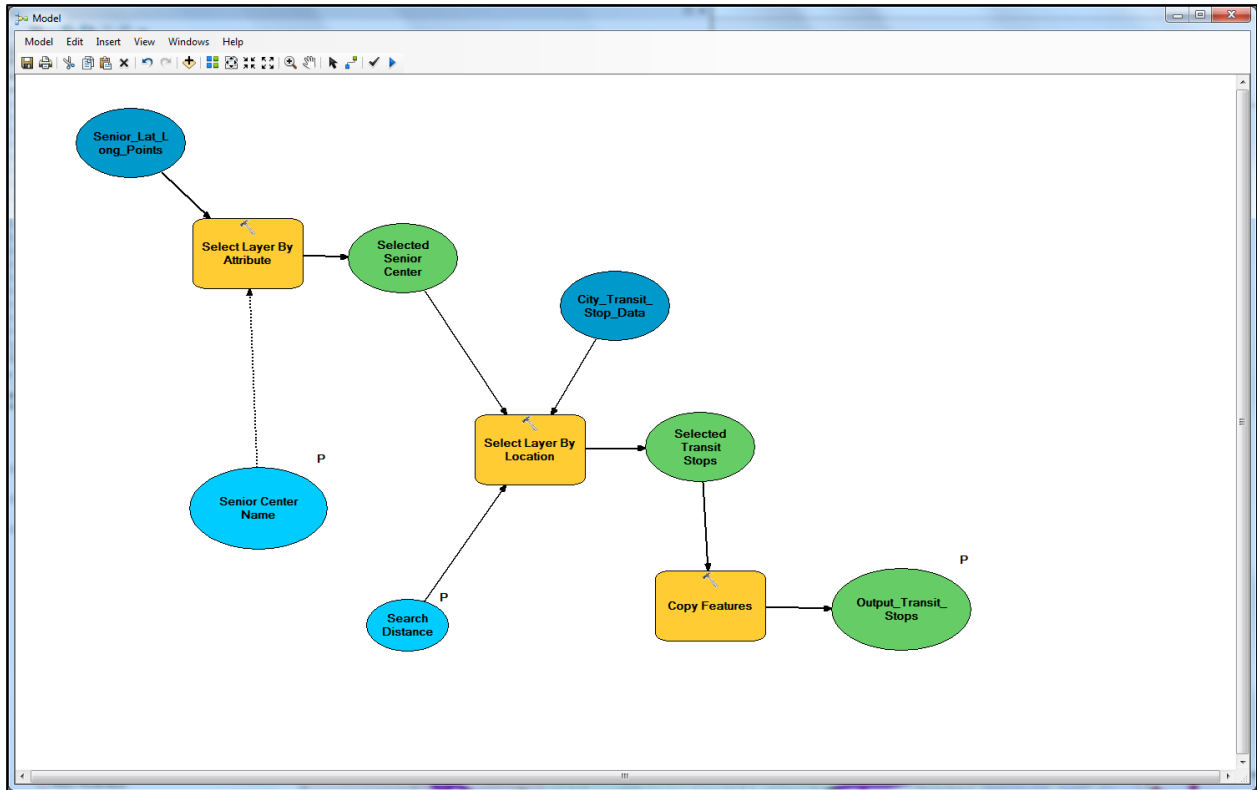 Model
Model Edit Insert View Windows Help
Senior_Lat_L
ong_Points
Select Layer By
Attribute
Selected
Senior
Center
City_Transit_
Stop_Data
Select Layer By
Location
Selected
Transit
Stops
P
Senior Center
Name
P
Search
Distance
Copy Features
P
Output_Transit_
Stops